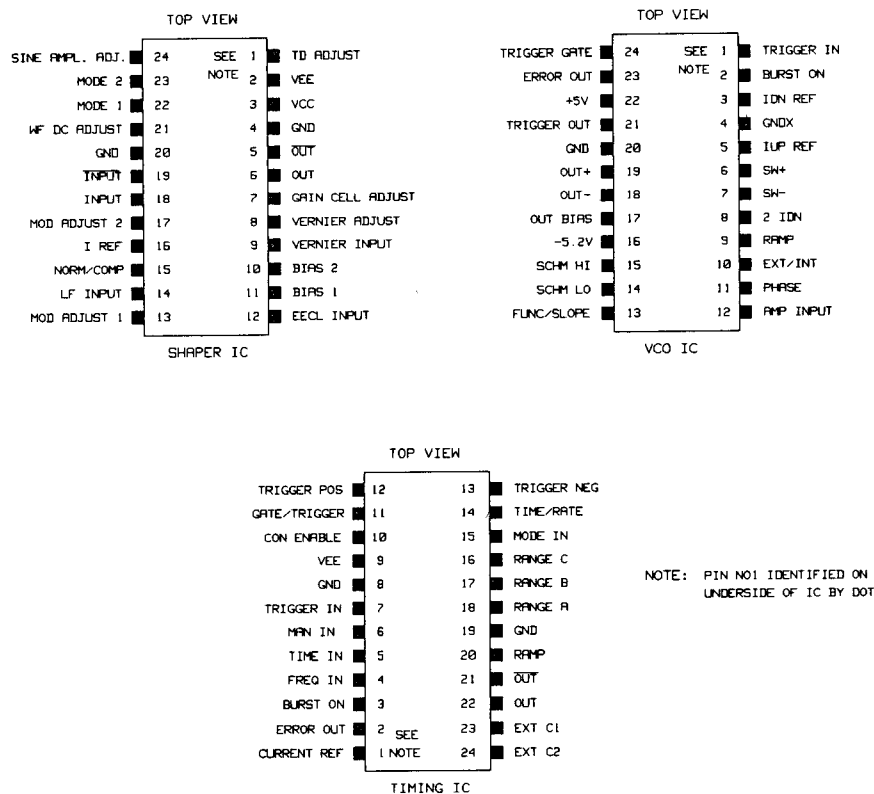 TOP VIEW
SINE AMPL. ADJ. 24 SEE 1 TD ADJUST
MODE 2 23 NOTE 2 VEE
MODE 1 22 3 VCC
WF DC ADJUST 21 4 GND
GND 20 5 O̅U̅T̅
I̅N̅P̅U̅T̅ 19 6 OUT
INPUT 18 7 GAIN CELL ADJUST
MOD ADJUST 2 17 8 VERNIER ADJUST
I REF 16 9 VERNIER INPUT
NORM/COMP 15 10 BIAS 2
LF INPUT 14 11 BIAS 1
MOD ADJUST 1 13 12 EECL INPUT
SHAPER IC
TOP VIEW
TRIGGER GATE 24 SEE 1 TRIGGER IN
ERROR OUT 23 NOTE 2 BURST ON
+5V 22 3 IDN REF
TRIGGER OUT 21 4 GNDX
GND 20 5 IUP REF
OUT+ 19 6 SW+
OUT- 18 7 SW-
OUT BIAS 17 8 2 IDN
-5.2V 16 9 RAMP
SCHM HI 15 10 EXT/INT
SCHM LO 14 11 PHASE
FUNC/SLOPE 13 12 AMP INPUT
VCO IC
TOP VIEW
TRIGGER POS 12 13 TRIGGER NEG
GATE/TRIGGER 11 14 TIME/RATE
CON ENABLE 10 15 MODE IN
VEE 9 16 RANGE C
GND 8 17 RANGE B
TRIGGER IN 7 18 RANGE A
MAN IN 6 19 GND
TIME IN 5 20 RAMP
FREQ IN 4 21 O̅U̅T̅
BURST ON 3 22 OUT
ERROR OUT 2 SEE 23 EXT C1
CURRENT REF 1 NOTE 24 EXT C2
TIMING IC
NOTE: PIN NO1 IDENTIFIED ON
UNDERSIDE OF IC BY DOT